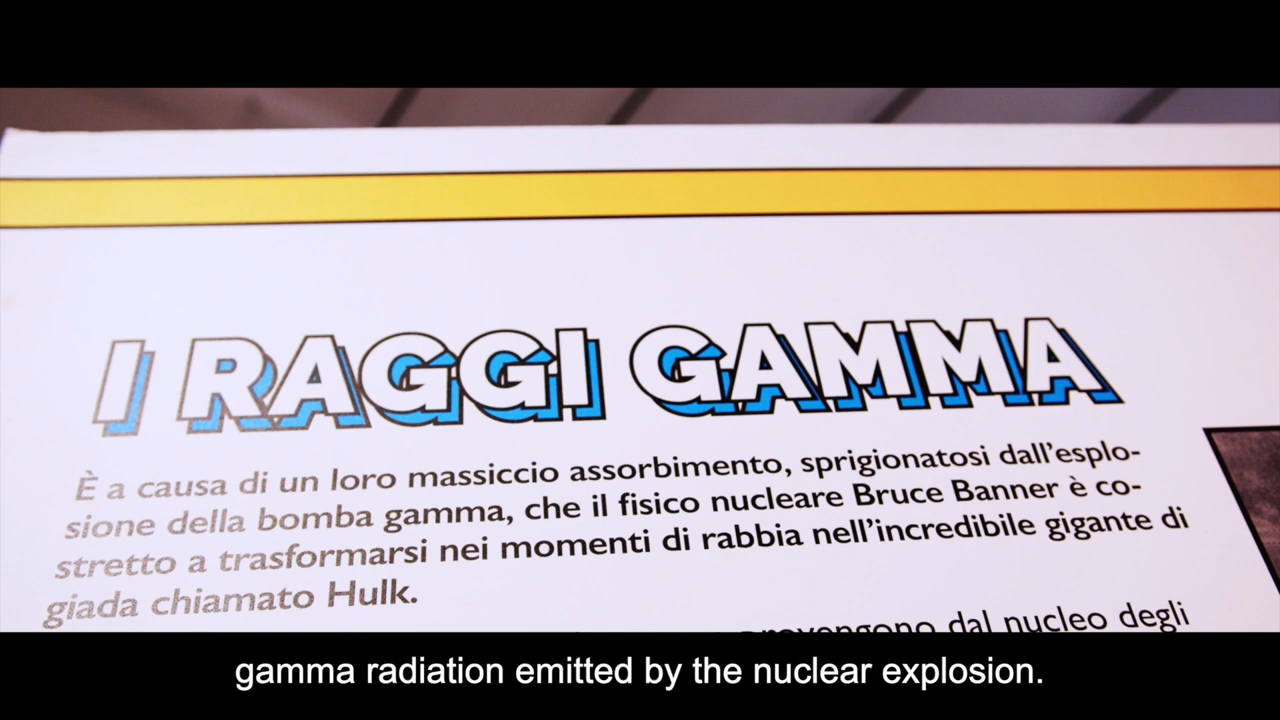 I RAGGI GAMMA
È a causa di un loro massiccio assorbimento, sprigionatosi dall'esplo-
sione della bomba gamma, che il fisico nucleare Bruce Banner è co-
stretto a trasformarsi nei momenti di rabbia nell'incredibile gigante di
giada chiamato Hulk.
provengono dal nucleo degli
gamma radiation emitted by the nuclear explosion.